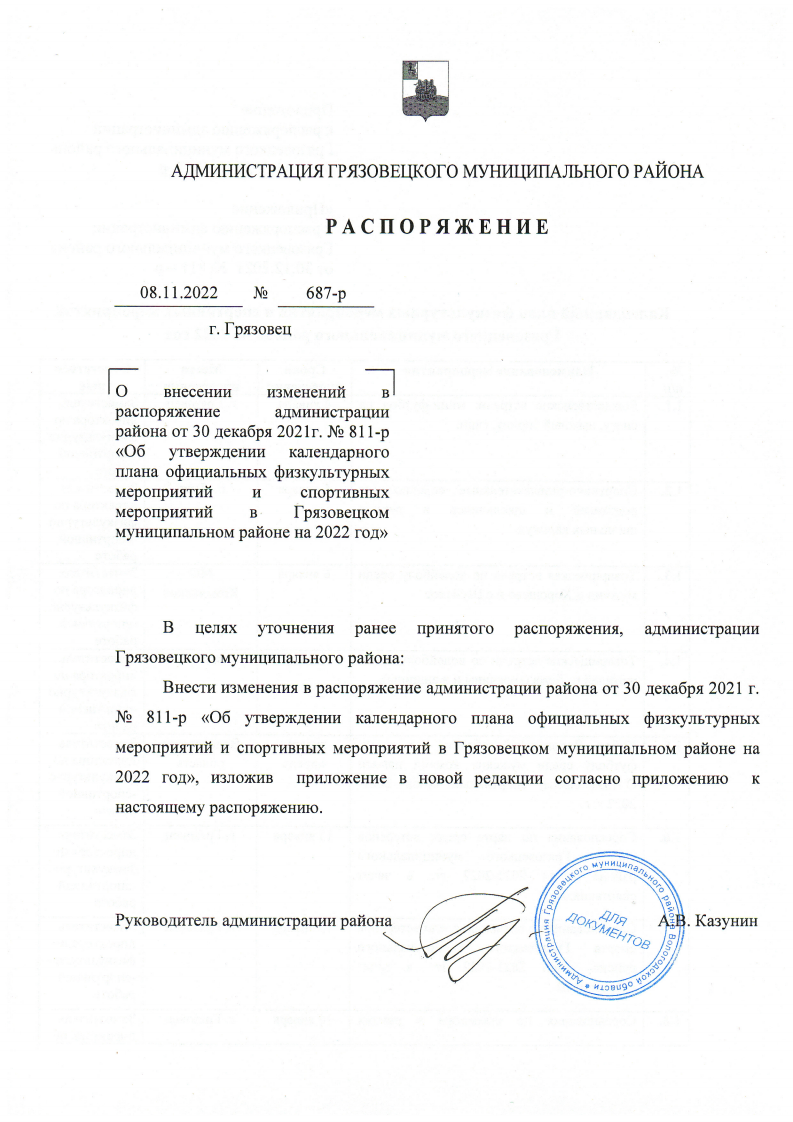 АДМИНИСТРАЦИЯ ГРЯЗОВЕЦКОГО МУНИЦИПАЛЬНОГО РАЙОНА
Р А С П О Р Я Ж Е Н И Е
08.11.2022 № 687-р
г. Грязовец
О внесении изменений в
распоряжение администрации
района от 30 декабря 2021г. № 811-р
«Об утверждении календарного
плана официальных физкультурных
мероприятий и спортивных
мероприятий в Грязовецком
муниципальном районе на 2022 год»
В целях уточнения ранее принятого распоряжения, администрации
Грязовецкого муниципального района:
Внести изменения в распоряжение администрации района от 30 декабря 2021 г.
№ 811-р «Об утверждении календарного плана официальных физкультурных
мероприятий и спортивных мероприятий в Грязовецком муниципальном районе на
2022 год», изложив приложение в новой редакции согласно приложению к
настоящему распоряжению.
Руководитель администрации района А.В. Казунин
Администрация Грязовецкого муниципального района Вологодской области
ДЛЯ
ДОКУМЕНТОВ